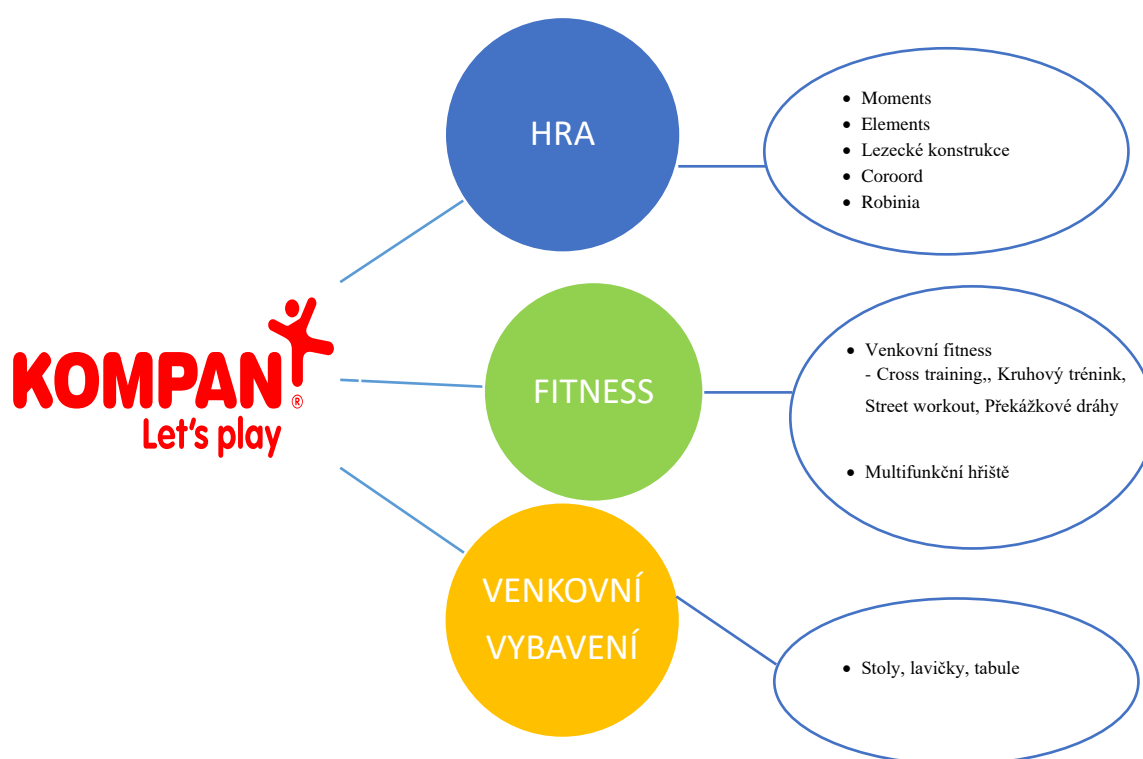 KOMPAN!
®
Let's play
HRA
• Moments
• Elements
• Lezecké konstrukce
• Coroord
• Robinia
FITNESS
• Venkovní fitness
- Cross training,, Kruhový trénink,
Street workout, Překážkové dráhy
• Multifunkční hřiště
VENKOVNÍ
VYBAVENÍ
• Stoly, lavičky, tabule